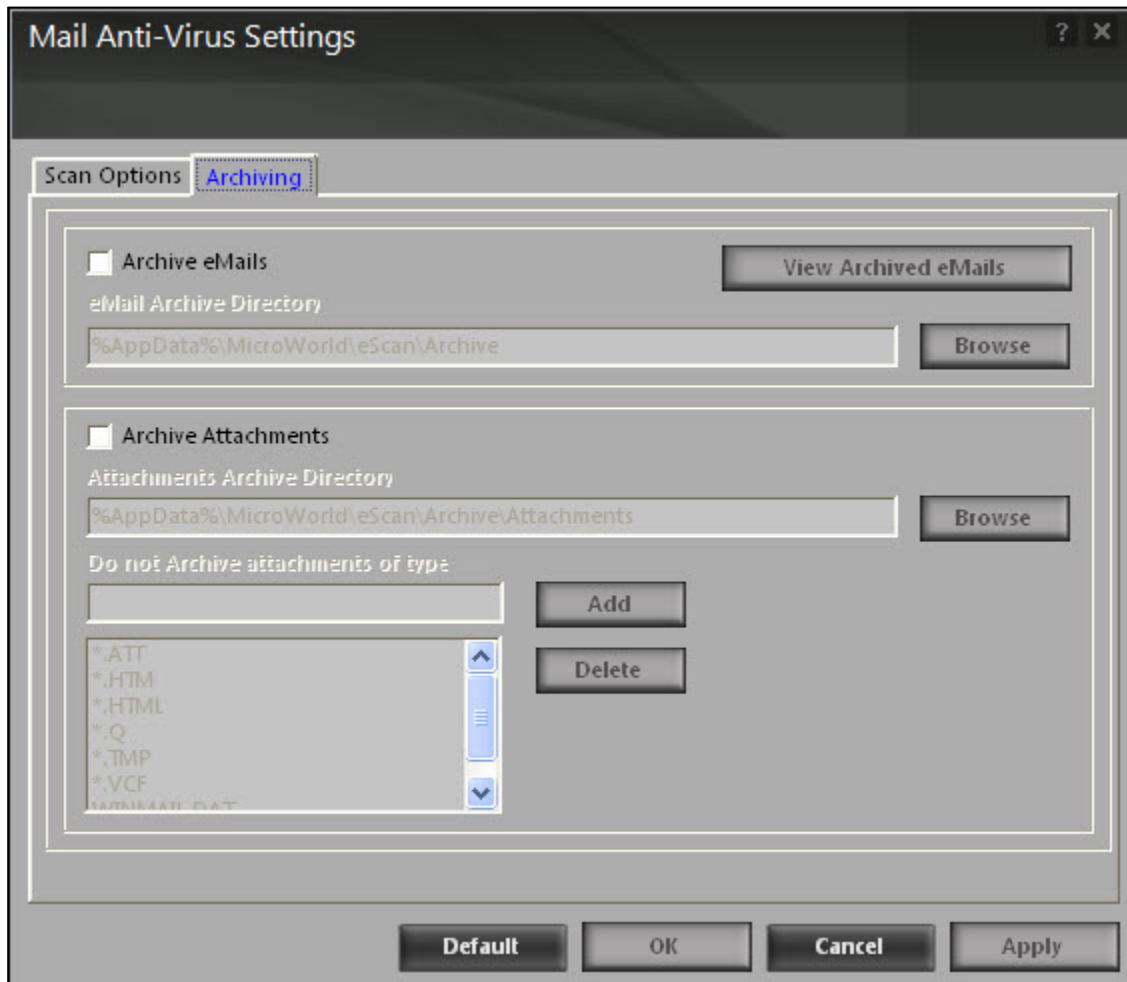 Mail Anti-Virus Settings
? X
Scan Options Archiving
Archive eMails
View Archived eMails
eMail Archive Directory
%AppData%\MicroWorld\eScan\Archive
Browse
Archive Attachments
Attachments Archive Directory
%AppData%\MicroWorld\eScan\Archive\Attachments
Browse
Do not Archive attachments of type
Add
*.ATT
*.HTM
*.HTML
*.Q
*.TMP
*.VCF
WINMAIL.DAT
Delete
Default OK Cancel Apply